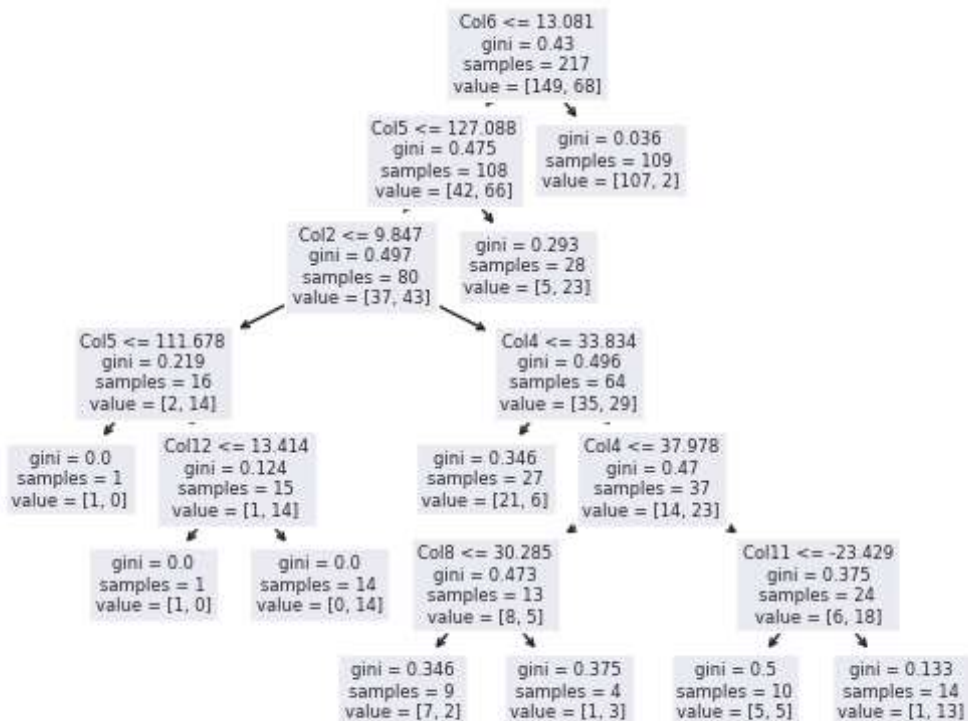 Col6 <= 13.081
gini = 0.43
samples = 217
value = [149, 68]
Col5 <= 127.088
gini = 0.475
samples = 108
value = [42, 66]
gini = 0.036
samples = 109
value = [107, 2]
Col2 <= 9.847
gini = 0.497
samples = 80
value = [37, 43]
gini = 0.293
samples = 28
value = [5, 23]
Col5 <= 111.678
gini = 0.219
samples = 16
value = [2, 14]
Col4 <= 33.834
gini = 0.496
samples = 64
value = [35, 29]
gini = 0.0
samples = 1
value = [1, 0]
Col12 <= 13.414
gini = 0.124
samples = 15
value = [1, 14]
gini = 0.346
samples = 27
value = [21, 6]
Col4 <= 37.978
gini = 0.47
samples = 37
value = [14, 23]
gini = 0.0
samples = 1
value = [1, 0]
gini = 0.0
samples = 14
value = [0, 14]
Col8 <= 30.285
gini = 0.473
samples = 13
value = [8, 5]
Col11 <= -23.429
gini = 0.375
samples = 24
value = [6, 18]
gini = 0.346
samples = 9
value = [7, 2]
gini = 0.375
samples = 4
value = [1, 3]
gini = 0.5
samples = 10
value = [5, 5]
gini = 0.133
samples = 14
value = [1, 13]